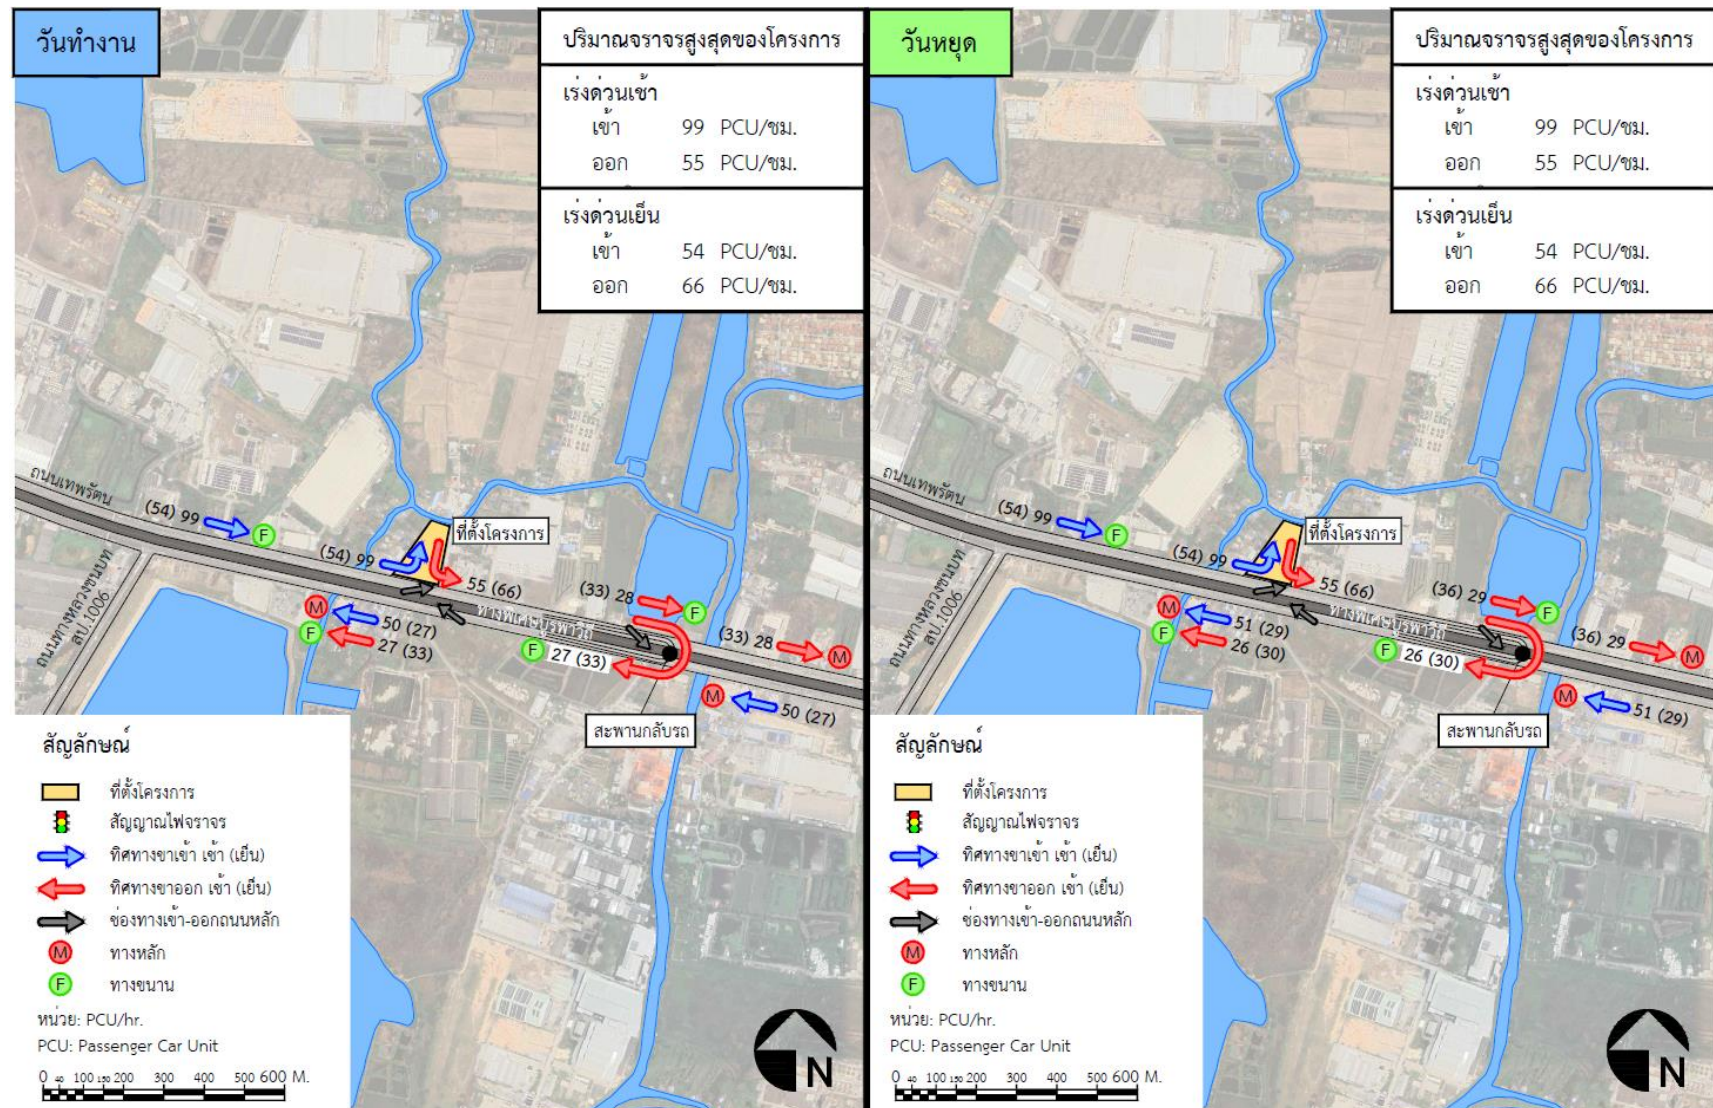 วันทำงาน
ปริมาณจราจรสูงสุดของโครงการ
เร่งด่วนเช้า
เข้า 99 PCU/ชม.
ออก 55 PCU/ชม.
เร่งด่วนเย็น
เข้า 54 PCU/ชม.
ออก 66 PCU/ชม.
ถนนเทพรัตน
(54) 99
F
(54) 99
ที่ตั้งโครงการ
55 (66)
(33) 28
F
ถนนทางหลวงชนบท
สป.1006
M
50 (27)
F
27 (33)
ทางพิเศษบูรพาวิถี
F
27 (33)
(33) 28
M
M
50 (27)
สะพานกลับรถ
สัญลักษณ์
ที่ตั้งโครงการ
สัญญาณไฟจราจร
ทิศทางขาเข้า เช้า (เย็น)
ทิศทางขาออก เช้า (เย็น)
ช่องทางเข้า-ออกถนนหลัก
M ทางหลัก
F ทางขนาน
หน่วย: PCU/hr.
PCU: Passenger Car Unit
0 40 100 150 200 300 400 500 600 M.
N
วันหยุด
ปริมาณจราจรสูงสุดของโครงการ
เร่งด่วนเช้า
เข้า 99 PCU/ชม.
ออก 55 PCU/ชม.
เร่งด่วนเย็น
เข้า 54 PCU/ชม.
ออก 66 PCU/ชม.
ถนนเทพรัตน
(54) 99
F
(54) 99
ที่ตั้งโครงการ
55 (66)
(36) 29
F
ถนนทางหลวงชนบท
สป.1006
M
51 (29)
F
26 (30)
ทางพิเศษบูรพาวิถี
F
26 (30)
(36) 29
M
M
51 (29)
สะพานกลับรถ
สัญลักษณ์
ที่ตั้งโครงการ
สัญญาณไฟจราจร
ทิศทางขาเข้า เช้า (เย็น)
ทิศทางขาออก เช้า (เย็น)
ช่องทางเข้า-ออกถนนหลัก
M ทางหลัก
F ทางขนาน
หน่วย: PCU/hr.
PCU: Passenger Car Unit
0 40 100 150 200 300 400 500 600 M.
N